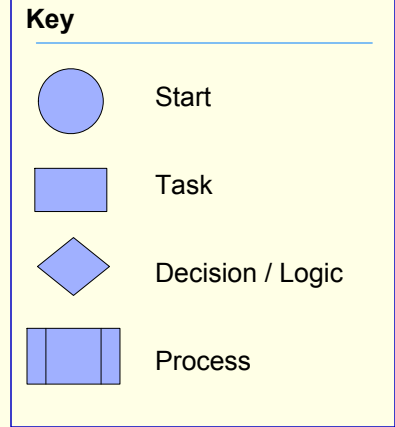 Key
Start
Task
Decision / Logic
Process